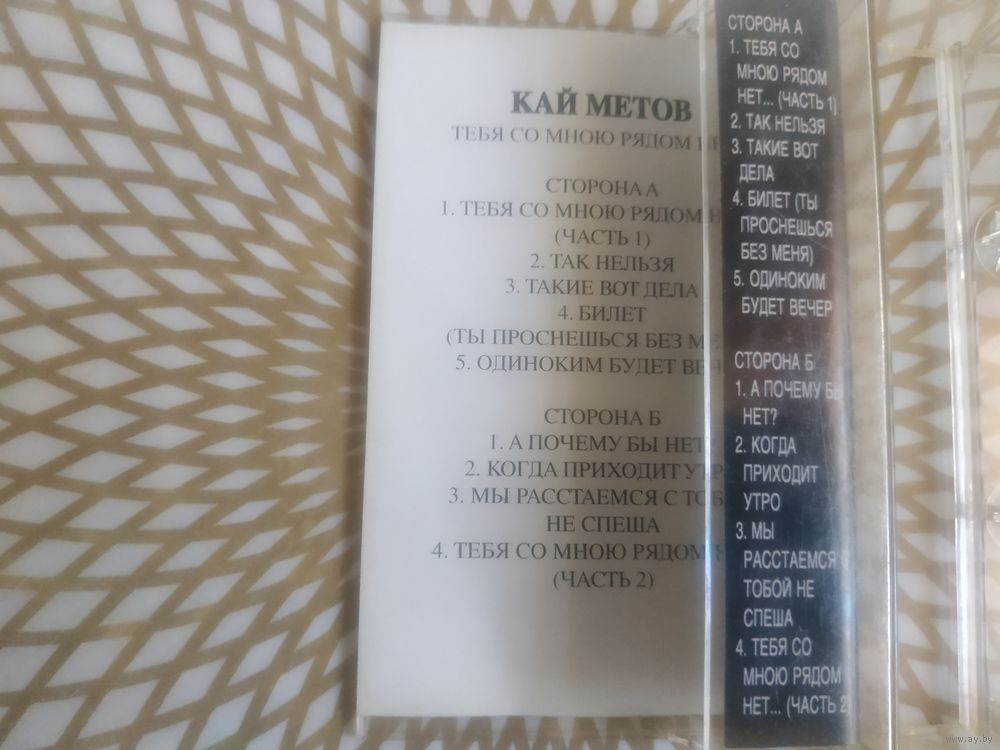 КАЙ МЕТОВ
ТЕБЯ СО МНОЮ РЯДОМ
СТОРОНА А
1. ТЕБЯ СО МНОЮ РЯДОМ
(ЧАСТЬ 1)
2. ТАК НЕЛЬЗЯ
3. ТАКИЕ ВОТ ДЕЛА
4. БИЛЕТ
(ТЫ ПРОСНЕШЬСЯ БЕЗ
5. ОДИНОКИМ БУДЕТ
СТОРОНА Б
1. А ПОЧЕМУ БЫ НЕТ?
2. КОГДА ПРИХОДИТ
3. МЫ РАССТАЕМСЯ С
НЕ СПЕША
4. ТЕБЯ СО МНОЮ РЯДОМ
(ЧАСТЬ 2)
СТОРОНА А
1. ТЕБЯ СО
МНОЮ РЯДОМ
НЕТ... (ЧАСТЬ 1)
2. ТАК НЕЛЬЗЯ
3. ТАКИЕ ВОТ
ДЕЛА
4. БИЛЕТ (ТЫ
ПРОСНЕШЬСЯ
БЕЗ МЕНЯ)
5. ОДИНОКИМ
БУДЕТ ВЕЧЕР
СТОРОНА Б
1. А ПОЧЕМУ БЫ
НЕТ?
2. КОГДА
ПРИХОДИТ
УТРО
3. МЫ
РАССТАЕМСЯ С
ТОБОЙ НЕ
СПЕША
4. ТЕБЯ СО
МНОЮ РЯДОМ
НЕТ... (ЧАСТЬ 2)
www.ay.by